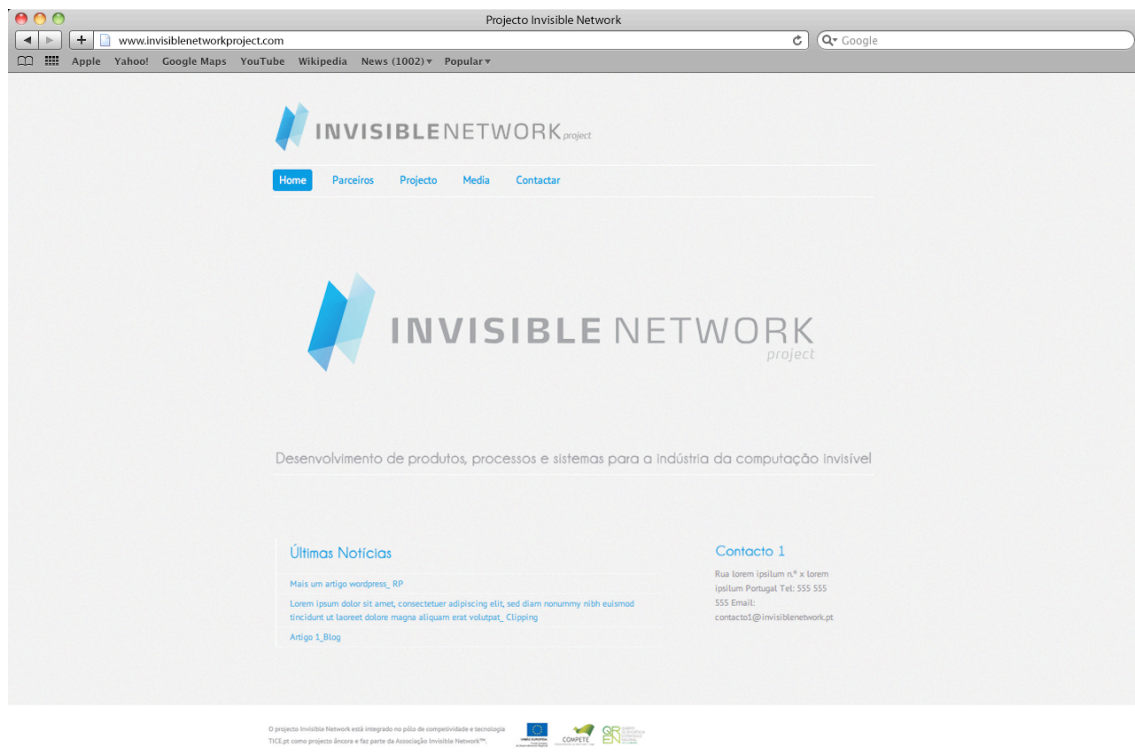 Projecto Invisible Network
www.invisiblenetworkproject.com
Google
Apple Yahoo! Google Maps YouTube Wikipedia News (1002) Popular
INVISIBLENETWORK project
Home Parceiros Projecto Media Contactar
INVISIBLE NETWORK
project
Desenvolvimento de produtos, processos e sistemas para a indústria da computação invisível
Últimas Notícias
Mais um artigo wordpress_ RP
Lorem ipsum dolor sit amet, consectetuer adipiscing elit, sed diam nonummy nibh euismod
tincidunt ut laoreet dolore magna aliquam erat volutpat_ Clipping
Artigo 1_Blog
Contacto 1
Rua lorem ipsilum n.º x lorem
ipsilum Portugal Tel: 555 555
555 Email:
contacto1@invisiblenetwork.pt
O projecto Invisible Network está integrado no pólo de competividade e tecnologia
TICE.pt como projecto âncora e faz parte da Associação Invisible Network™.
COMPETE
QR
EN